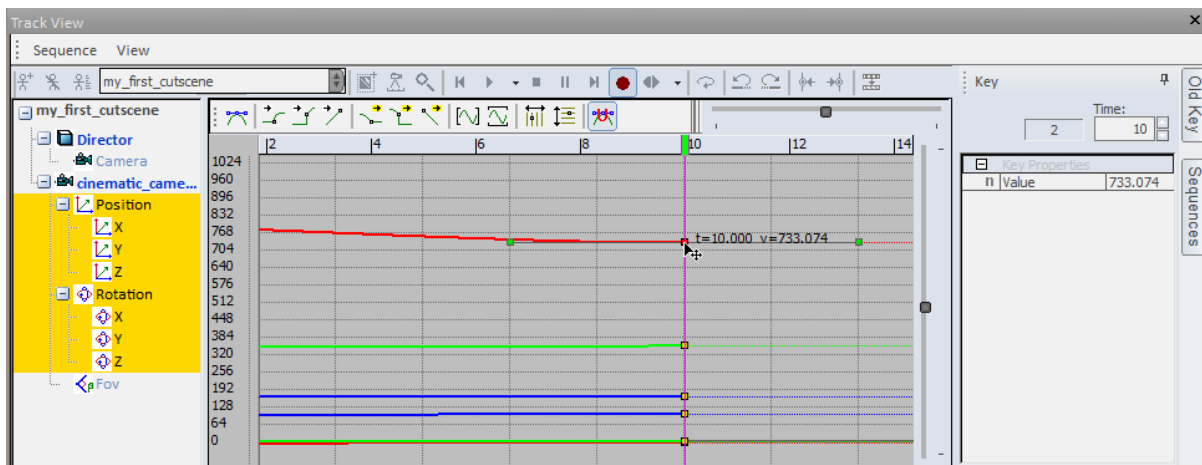 Track View
Sequence View
my_first_cutscene
Key
Time:
2
10
Old Key
Sequences
Key Properties
n Value 733.074
my_first_cutscene
Director
Camera
cinematic_came...
Position
X
Y
Z
Rotation
X
Y
Z
Fov
2 4 6 8 10 12 14
1024
960
896
832
768
704
640
576
512
448
384
320
256
192
128
64
0
t=10.000 v=733.074